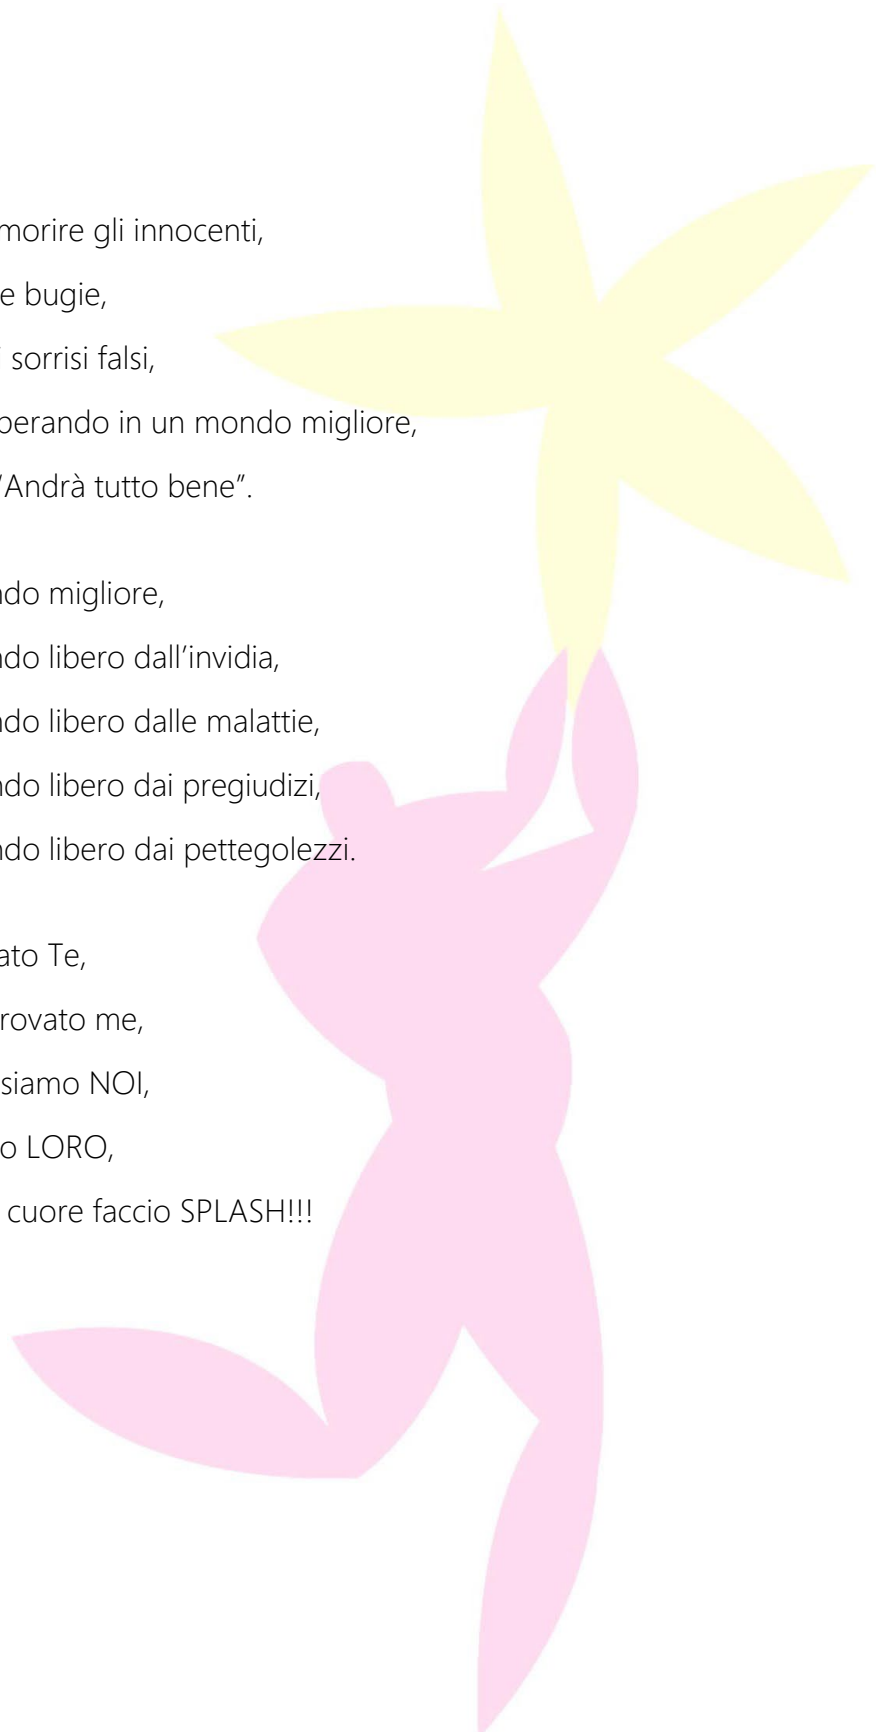 morire gli innocenti,
e bugie,
sorrisi falsi,
perando in un mondo migliore,
“Andrà tutto bene”.
ndo migliore,
ndo libero dall’invidia,
ndo libero dalle malattie,
ndo libero dai pregiudizi,
ndo libero dai pettegolezzi.
ato Te,
rovato me,
siamo NOI,
o LORO,
cuore faccio SPLASH!!!